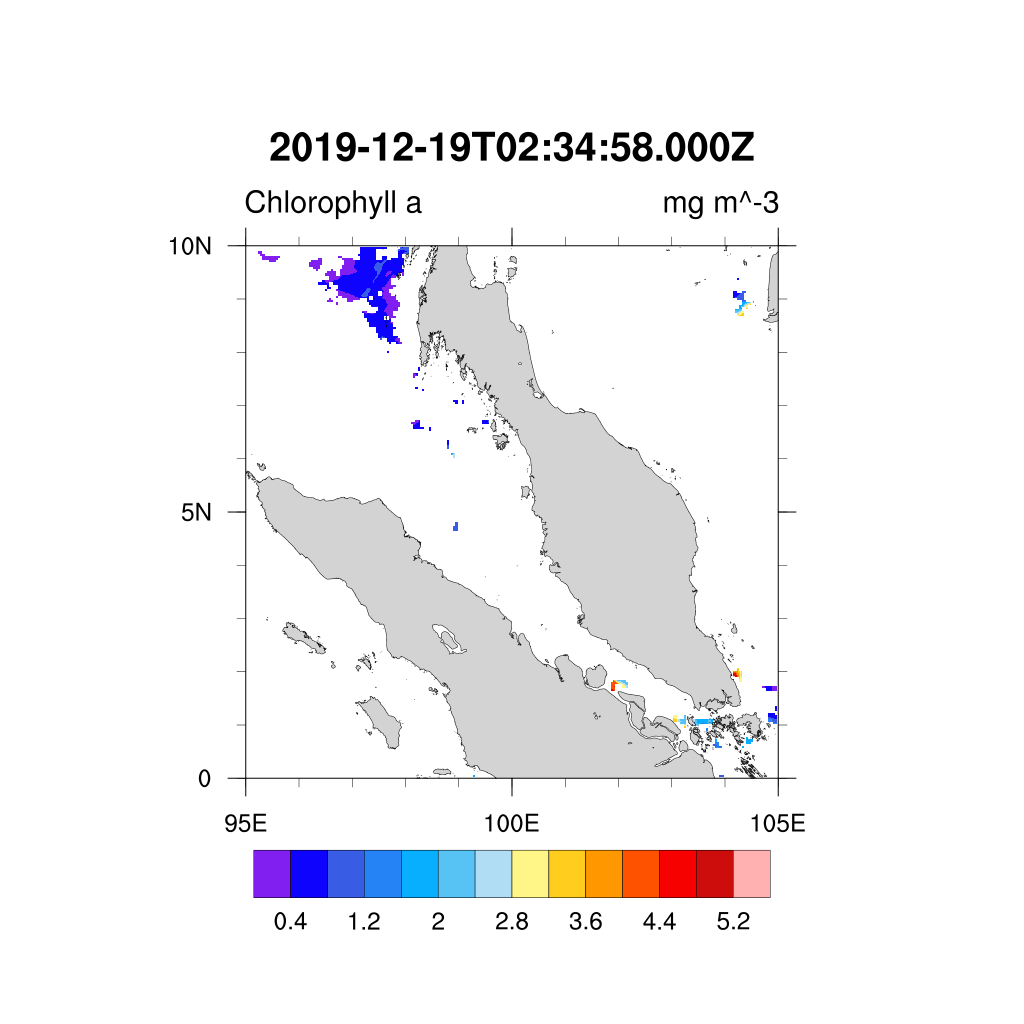 2019-12-19T02:34:58.000Z
Chlorophyll a mg m^-3
10N
5N
0
95E 100E 105E
0.4 1.2 2 2.8 3.6 4.4 5.2